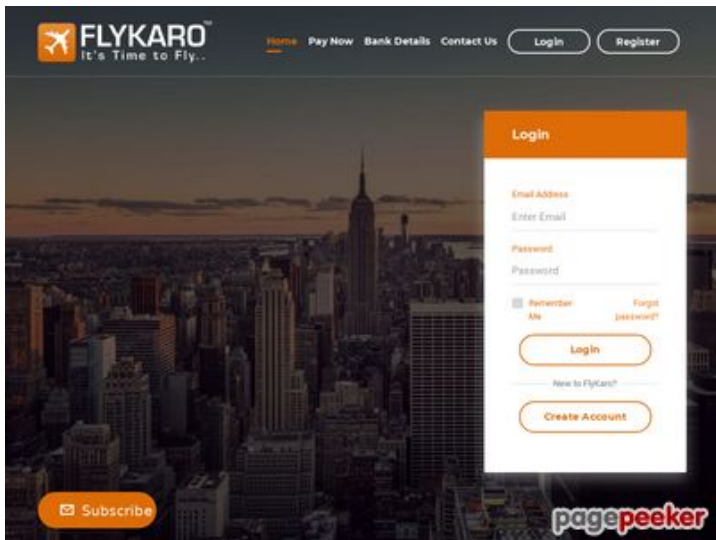 FLYKARO™
It's Time to Fly..
Home Pay Now Bank Details Contact Us Login Register
Login
Email Address
Enter Email
Password
Password
Remember Me
Forgot password?
Login
New to FlyKaro?
Create Account
Subscribe
pagepeeker